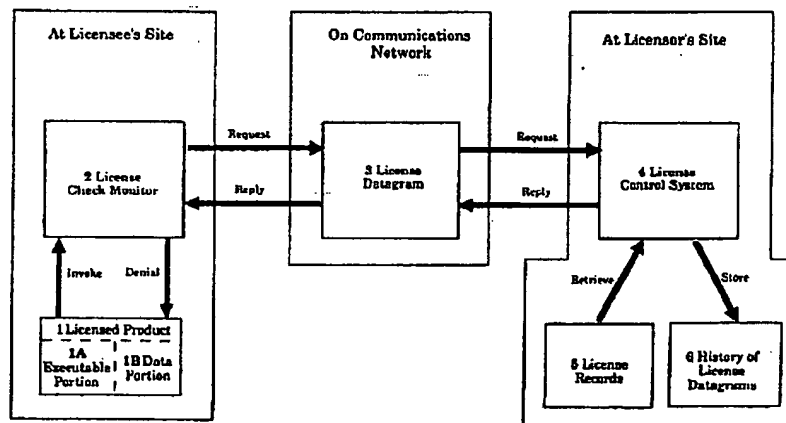 At Licensee's Site
On Communications
Network
At Licensor's Site
Request
Request
2 License
Check Monitor
3 License
Datagram
4 License
Control System
Reply
Reply
Invoke
Denial
Retrieve
Store
1 Licensed Product
1A
Executable
Portion
1B Data
Portion
5 License
Records
6 History of
License
Datagrams